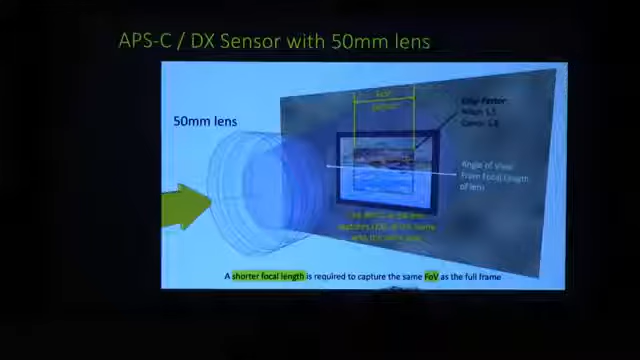 APS-C / DX Sensor with 50mm lens
50mm lens
FoV
Crop Factor
Nikon 1.5
Canon 1.6
Angle of View
From Focal Length
of lens
A shorter focal length is required to capture the same FoV as the full frame